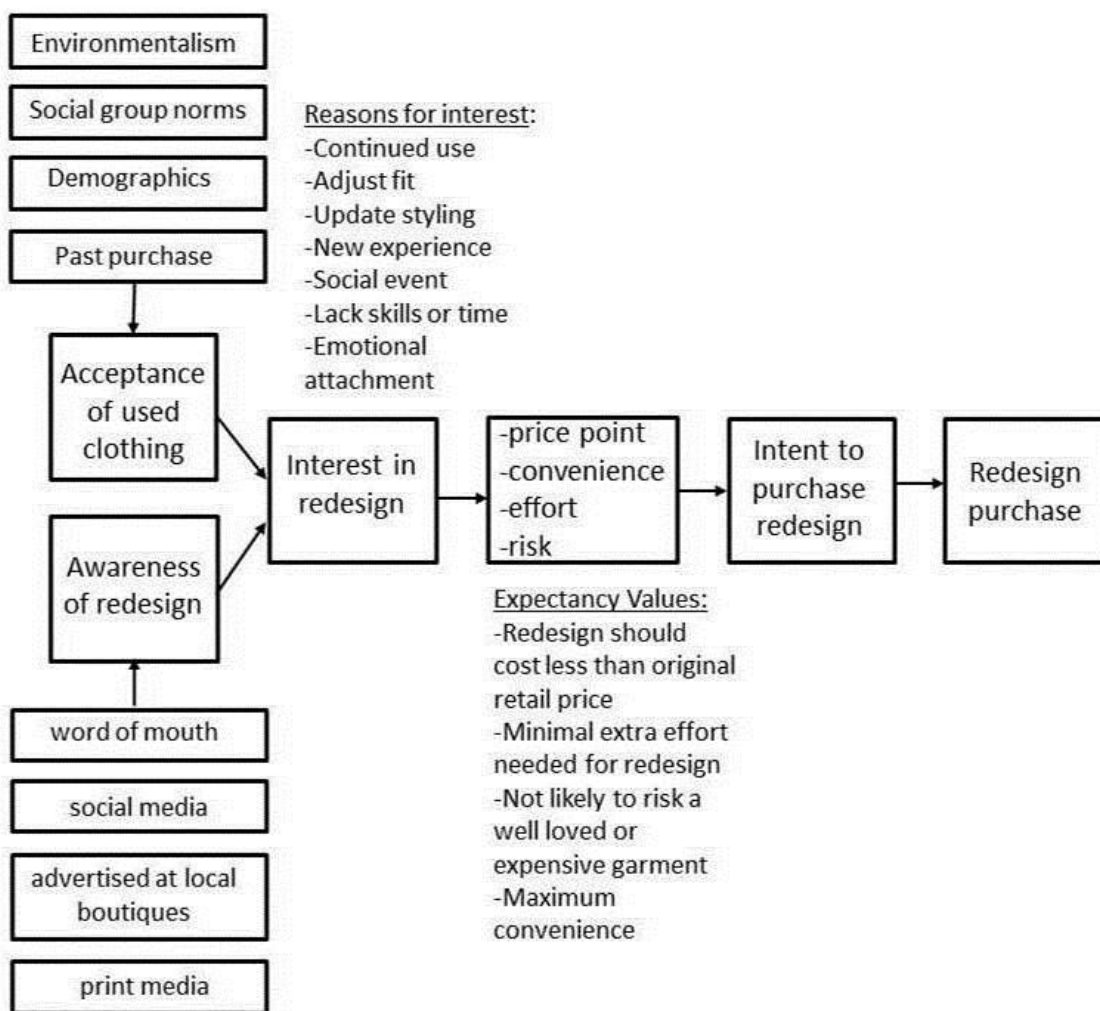 Environmentalism
Social group norms
Demographics
Past purchase
Acceptance
of used
clothing
Awareness
of redesign
word of mouth
social media
advertised at local
boutiques
print media
Reasons for interest:
-Continued use
-Adjust fit
-Update styling
-New experience
-Social event
-Lack skills or time
-Emotional
attachment
Interest in
redesign
-price point
-convenience
-effort
-risk
Expectancy Values:
-Redesign should
cost less than original
retail price
-Minimal extra effort
needed for redesign
-Not likely to risk a
well loved or
expensive garment
-Maximum
convenience
Intent to
purchase
redesign
Redesign
purchase